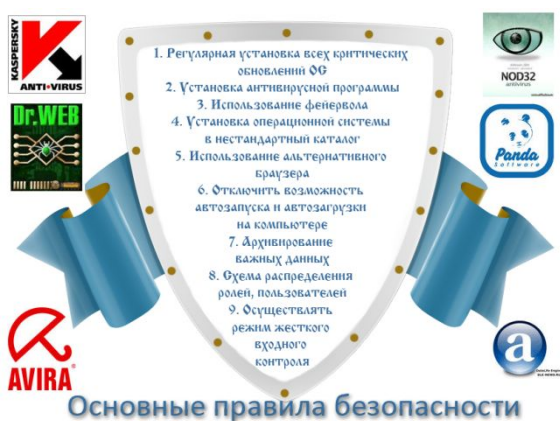 KASPERSKY
ANTI-VIRUS
Dr.WEB
1. Регулярная установка всех критических
обновлений ОС
2. Установка антивирусной программы
3. Использование фейервола
4. Установка операционной системы
в нестандартный каталог
5. Использование альтернативного
браузера
6. Отключить возможность
автозапуска и автозагрузки
на компьютере
7. Архивирование
важных данных
8. Схема распределения
ролей, пользователей
9. Осуществлять
режим жесткого
входного
контроля
NOD32
antivirus
Panda
Software
AVIRA
a
Основные правила безопасности